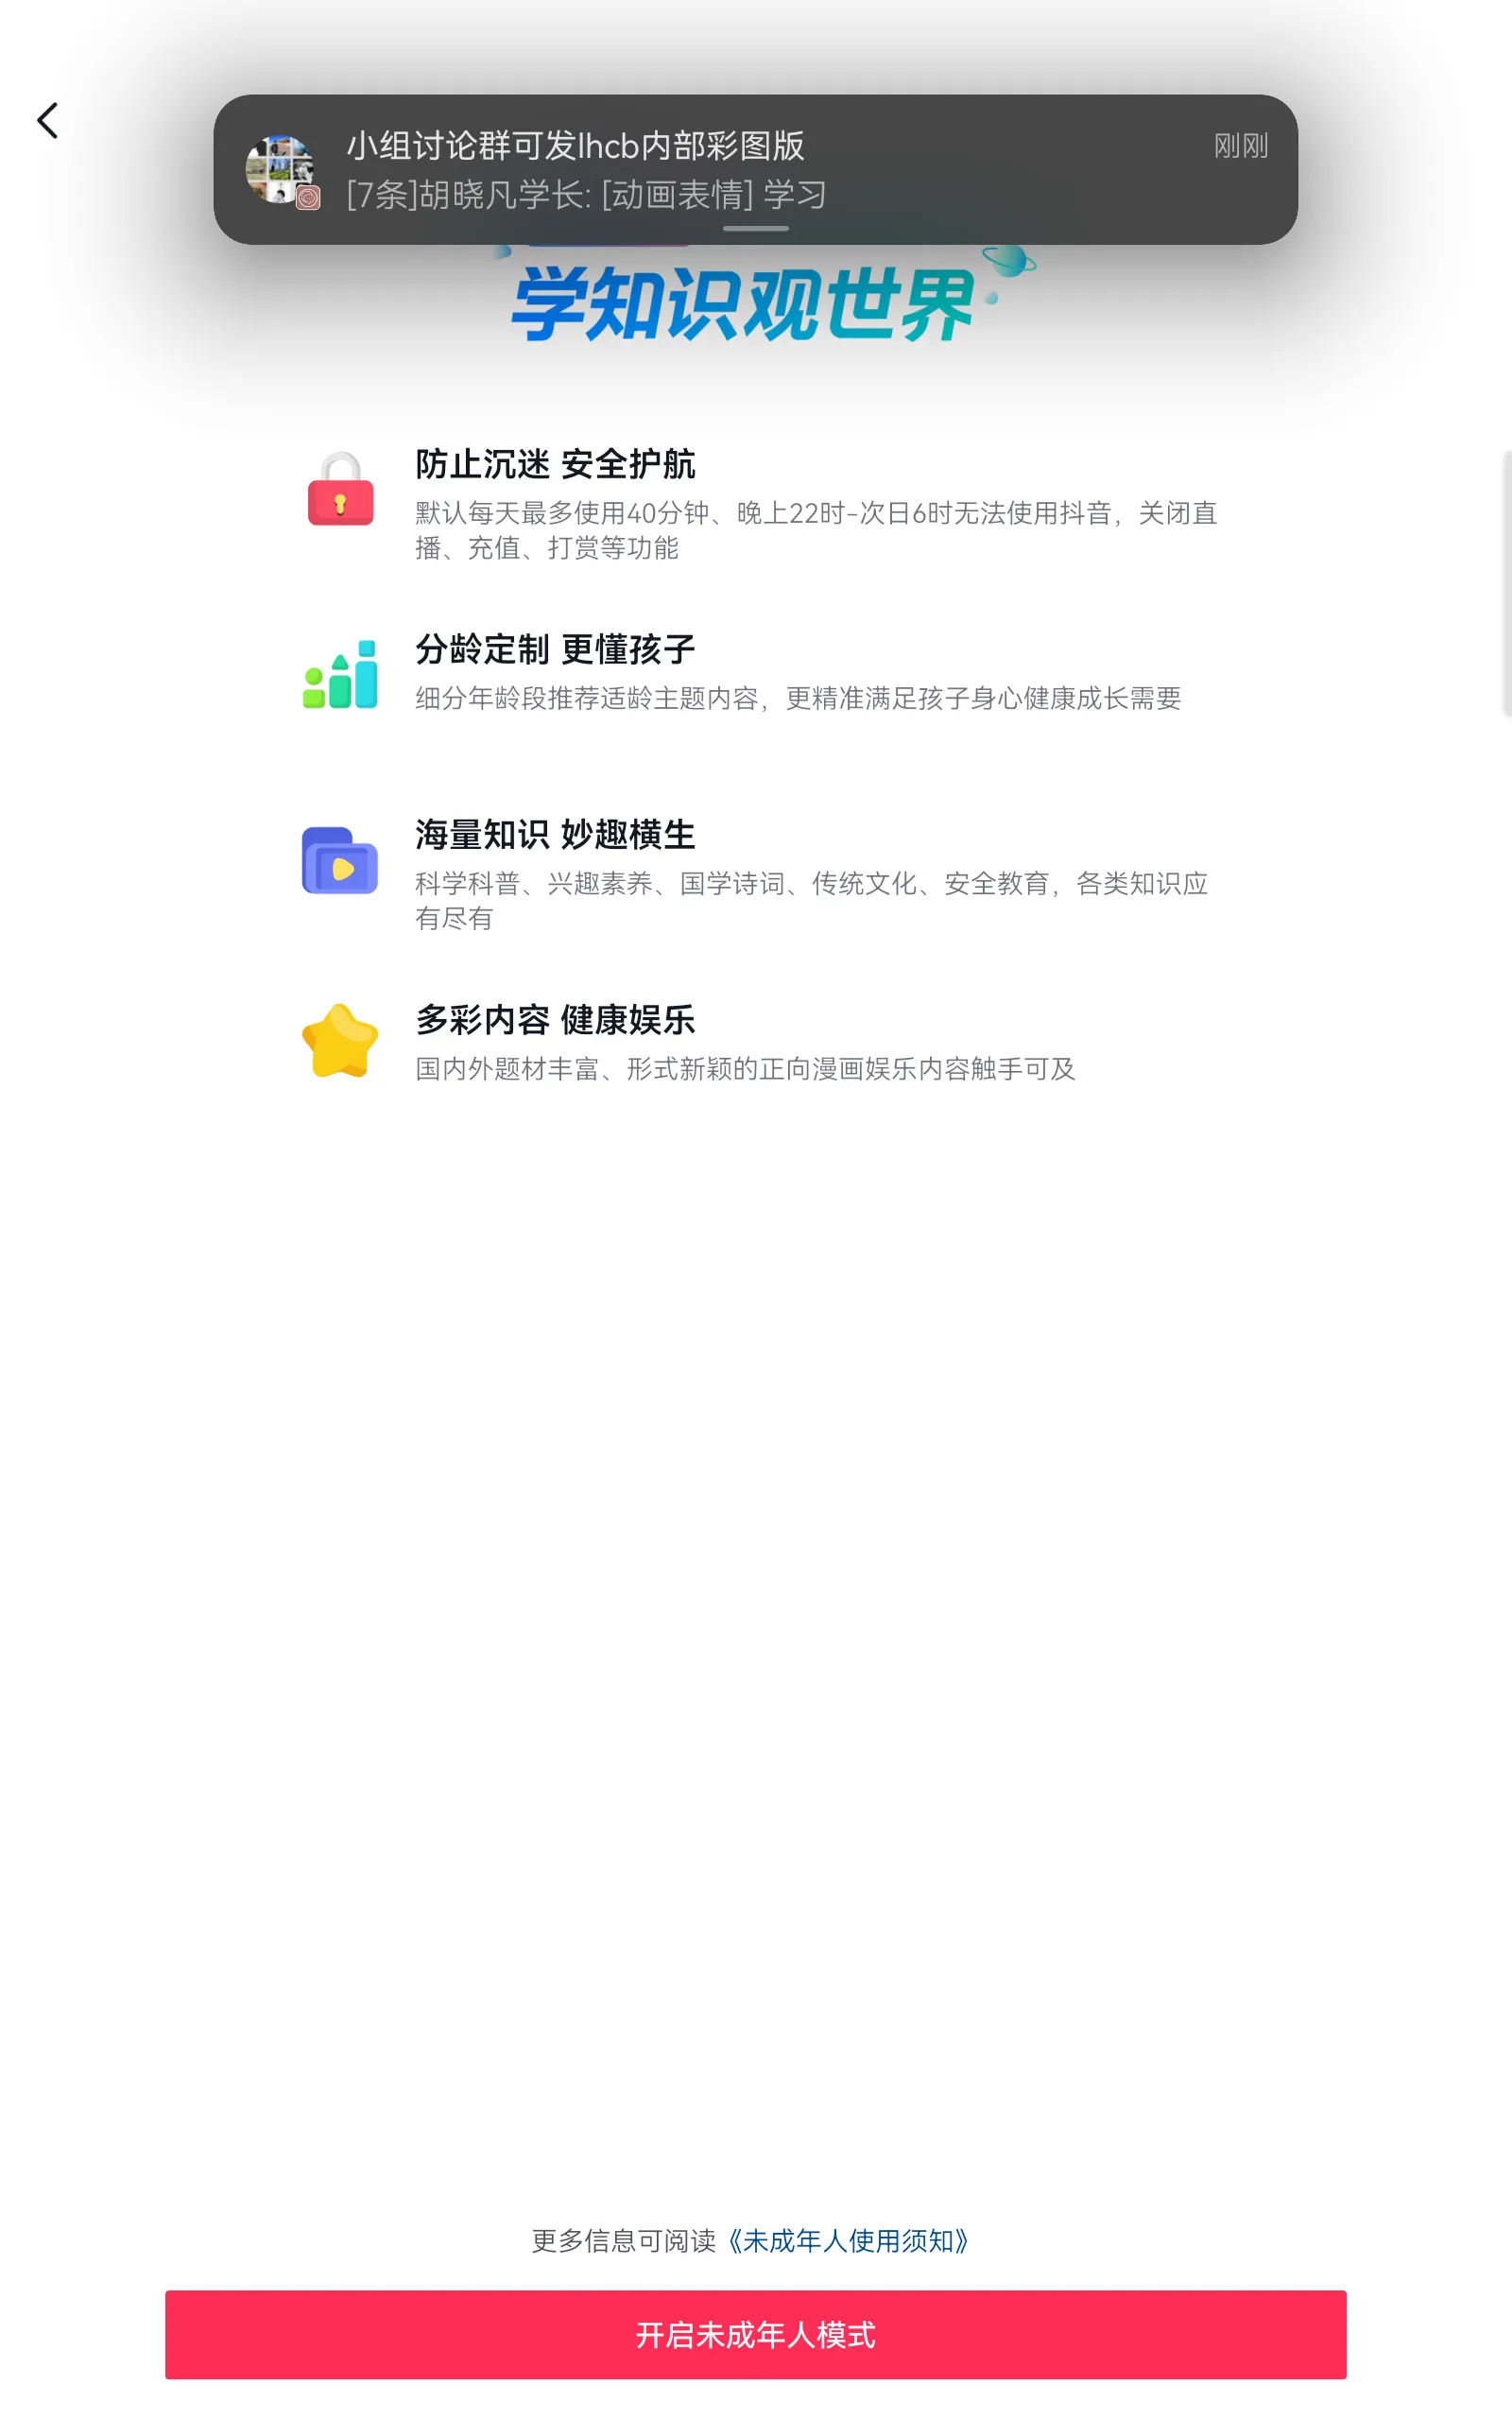 小组讨论群可发lhcb内部彩图版
刚刚
[7条]胡晓凡学长: [动画表情] 学习
学知识观世界
防止沉迷 安全护航
默认每天最多使用40分钟、晚上22时-次日6时无法使用抖音，关闭直
播、充值、打赏等功能
分龄定制 更懂孩子
细分年龄段推荐适龄主题内容，更精准满足孩子身心健康成长需要
海量知识 妙趣横生
科学科普、兴趣素养、国学诗词、传统文化、安全教育，各类知识应
有尽有
多彩内容 健康娱乐
国内外题材丰富、形式新颖的正向漫画娱乐内容触手可及
更多信息可阅读《未成年人使用须知》
开启未成年人模式